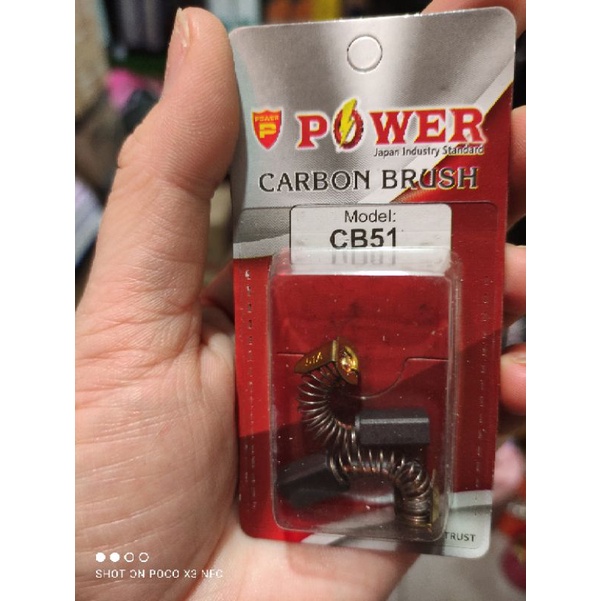 POWER
P
POWER
Japan Industry Standard
CARBON BRUSH
Model:
CB51
TRUST
SHOT ON POCO X3 NFC